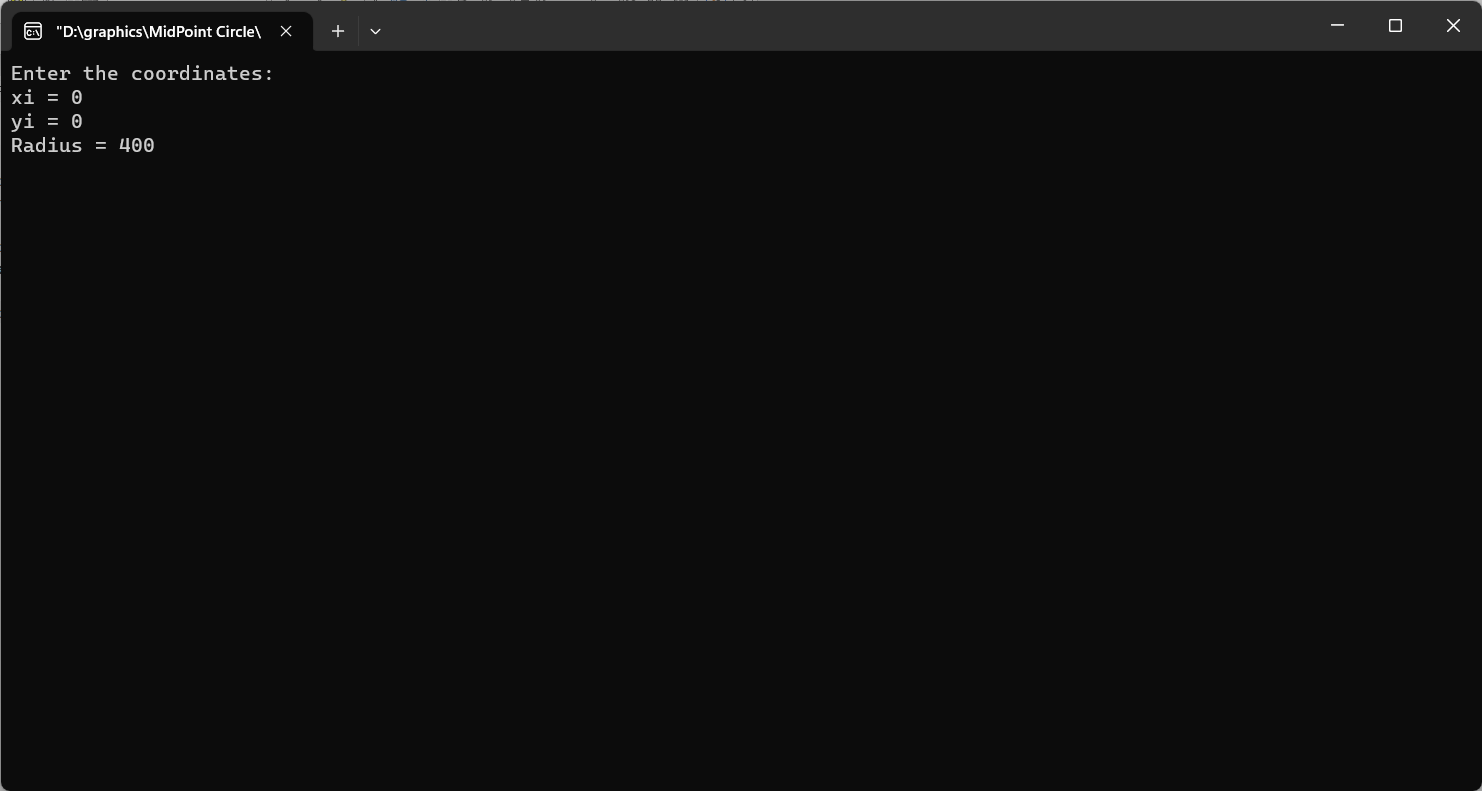 "D:\graphics\MidPoint Circle\
Enter the coordinates:
xi = 0
yi = 0
Radius = 400